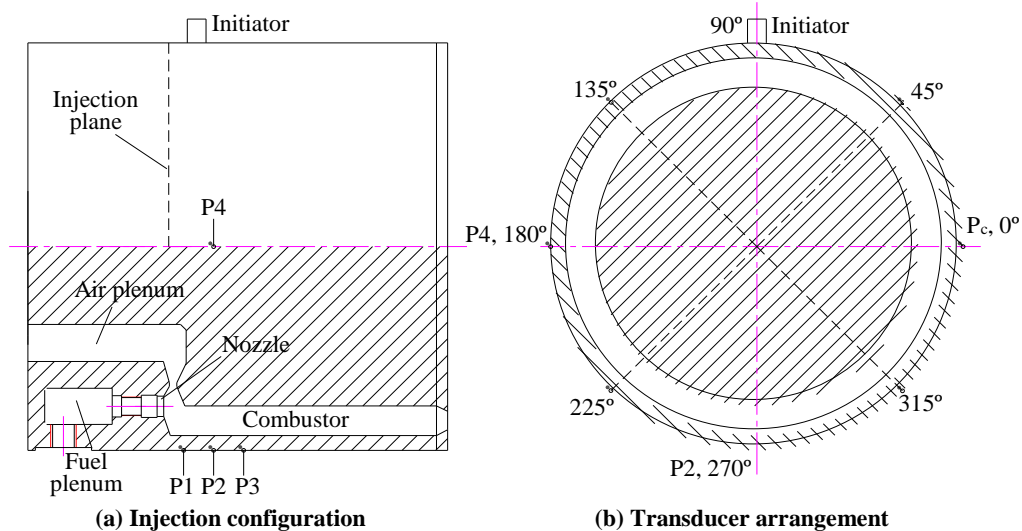 Initiator
Injection
plane
P4
Air plenum
Nozzle
Combustor
Fuel
plenum
P1 P2 P3
(a) Injection configuration
90º
Initiator
135º
45º
P4, 180º
Pc, 0º
225º
315º
P2, 270º
(b) Transducer arrangement